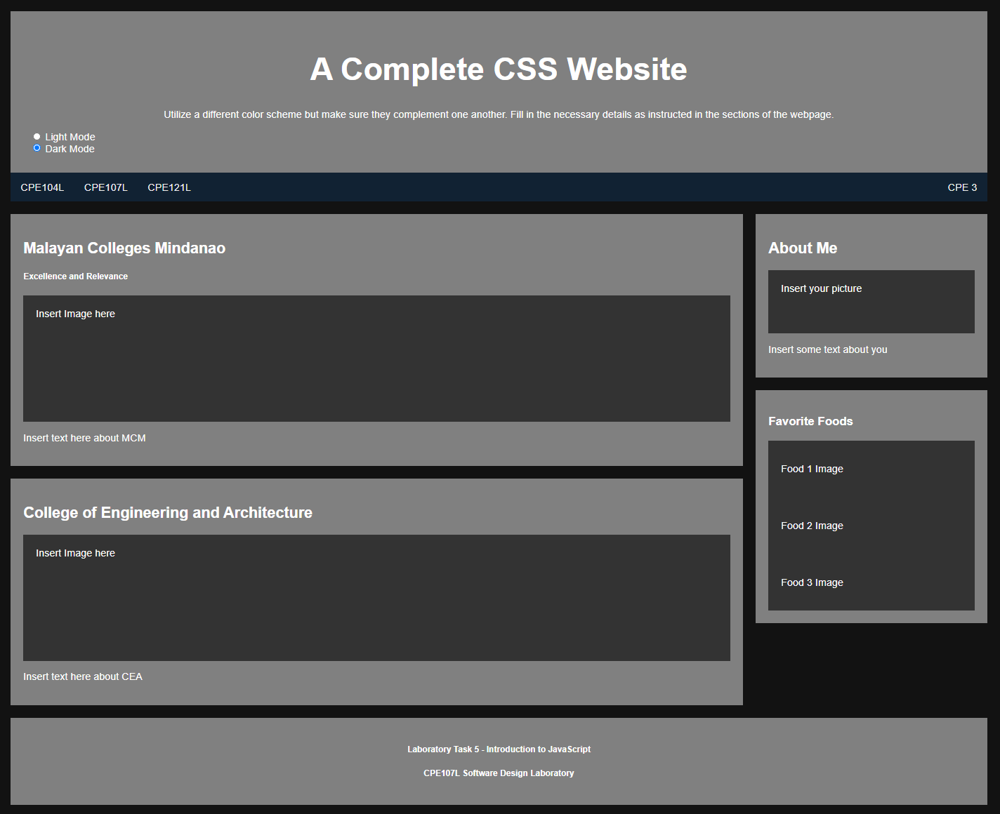 A Complete CSS Website
Utilize a different color scheme but make sure they complement one another. Fill in the necessary details as instructed in the sections of the webpage.
Light Mode
Dark Mode
CPE104L CPE107L CPE121L CPE 3
Malayan Colleges Mindanao
Excellence and Relevance
Insert Image here
Insert text here about MCM
College of Engineering and Architecture
Insert Image here
Insert text here about CEA
About Me
Insert your picture
Insert some text about you
Favorite Foods
Food 1 Image
Food 2 Image
Food 3 Image
Laboratory Task 5 - Introduction to JavaScript
CPE107L Software Design Laboratory